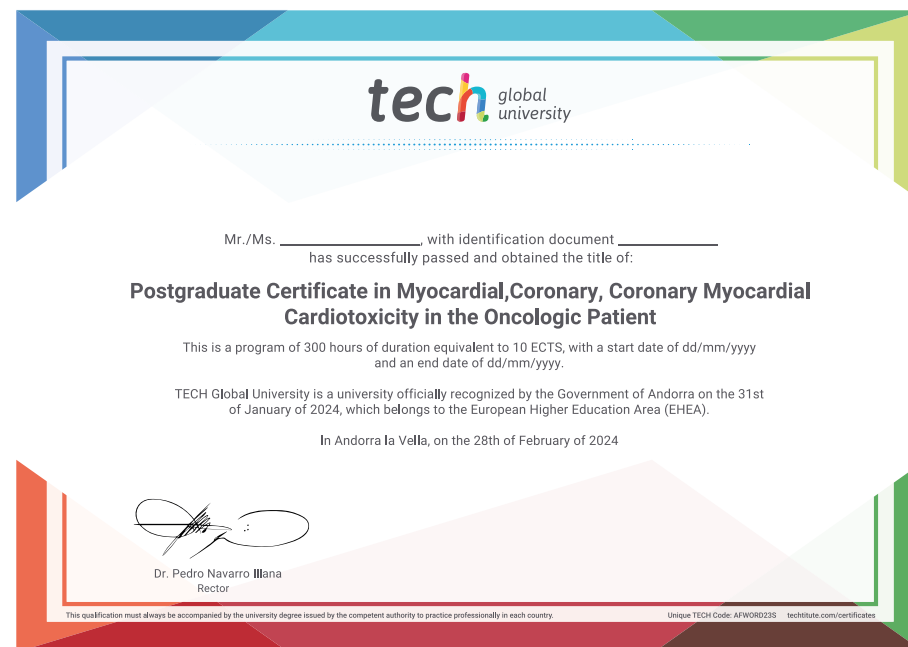 tech global
university
Mr./Ms. ____________________, with identification document ______________
has successfully passed and obtained the title of:
Postgraduate Certificate in Myocardial,Coronary, Coronary Myocardial
Cardiotoxicity in the Oncologic Patient
This is a program of 300 hours of duration equivalent to 10 ECTS, with a start date of dd/mm/yyyy
and an end date of dd/mm/yyyy.
TECH Global University is a university officially recognized by the Government of Andorra on the 31st
of January of 2024, which belongs to the European Higher Education Area (EHEA).
In Andorra la Vella, on the 28th of February of 2024
Dr. Pedro Navarro Illana
Rector
This qualification must always be accompanied by the university degree issued by the competent authority to practice professionally in each country. Unique TECH Code: AFWORD23S techtitute.com/certificates